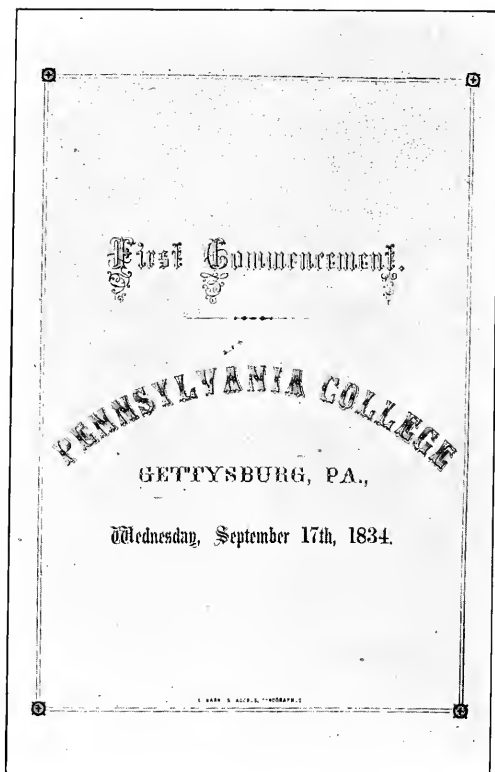 First Commencement.
PENNSYLVANIA COLLEGE
GETTYSBURG, PA.,
Wednesday, September 17th, 1834.